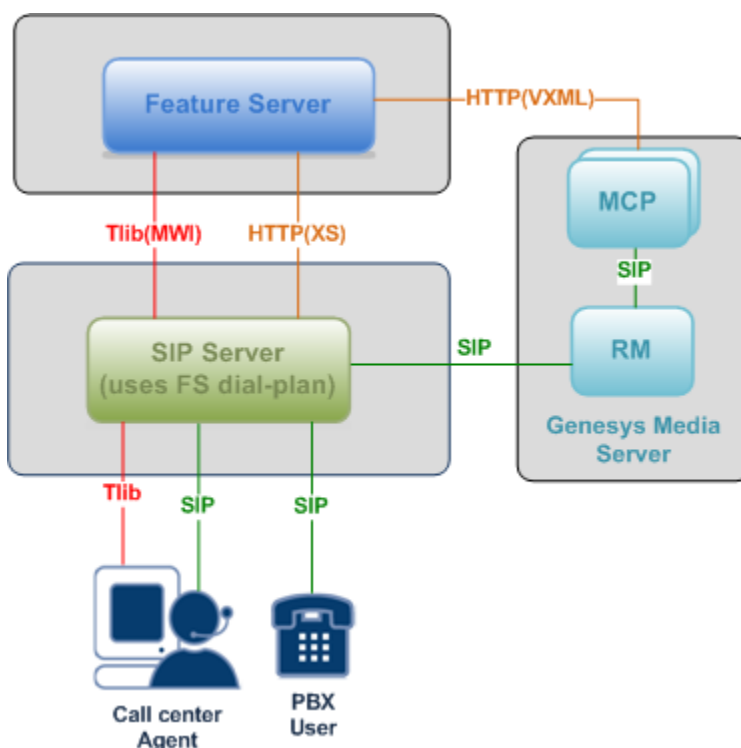 Feature Server
HTTP(VXML)
MCP
Tlib(MWI)
HTTP(XS)
SIP
SIP Server
(uses FS dial-plan)
SIP
RM
Genesys Media
Server
Tlib
SIP
SIP
Call center
Agent
PBX
User